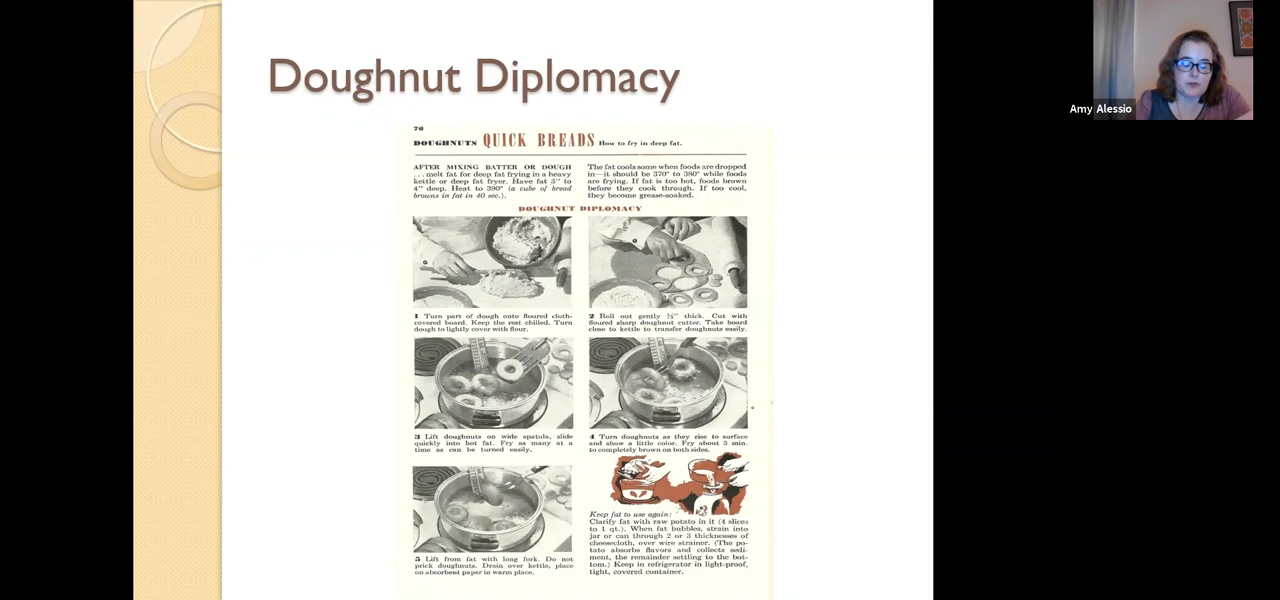 Doughnut Diplomacy
Amy Alessio
76
DOUGHNUTS QUICK BREADS How to fry in deep fat.
AFTER MIXING BATTER OR DOUGH
. . . melt fat for deep fat frying in a heavy
kettle or deep fat fryer. Have fat 3" to
4" deep. Heat to 390° (a cube of bread
browns in fat in 40 sec.).
The fat cools some when foods are dropped
in—it should be 370° to 380° while foods
are frying. If fat is too hot, foods brown
before they cook through. If too cool,
they become grease-soaked.
DOUGHNUT DIPLOMACY
1 Turn part of dough onto floured cloth-
covered board. Keep the rest chilled. Turn
dough to lightly cover with flour.
2 Roll out gently ⅓" thick. Cut with
floured sharp doughnut cutter. Take board
close to kettle to transfer doughnuts easily.
3 Lift doughnuts on wide spatula, slide
quickly into hot fat. Fry as many at a
time as can be turned easily.
4 Turn doughnuts as they rise to surface
and show a little color. Fry about 3 min.
to completely brown on both sides.
5 Lift from fat with long fork. Do not
prick doughnuts. Drain over kettle, place
on absorbent paper in warm place.
Keep fat to use again:
Clarify fat with raw potato in it (4 slices
to 1 qt.). When fat bubbles, strain into
jar or can through 2 or 3 thicknesses of
cheesecloth, over wire strainer. (The po-
tato absorbs flavors and collects sedi-
ment, the remainder settling to the bot-
tom.) Keep in refrigerator in light-proof,
tight, covered container.